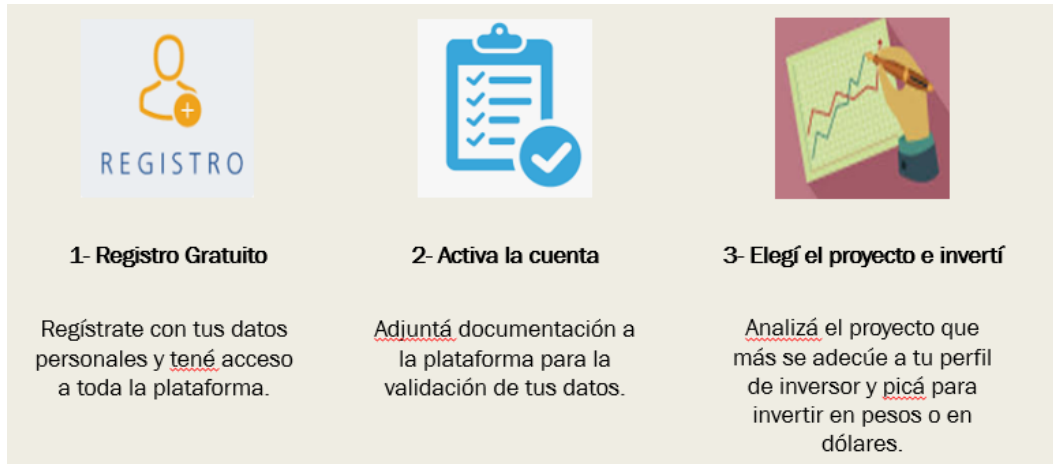 REGISTRO
1- Registro Gratuito
Regístrate con tus datos
personales y tené acceso
a toda la plataforma.
2- Activa la cuenta
Adjuntá documentación a
la plataforma para la
validación de tus datos.
3- Elegí el proyecto e invertí
Analizá el proyecto que
más se adecúe a tu perfil
de inversor y picá para
invertir en pesos o en
dólares.